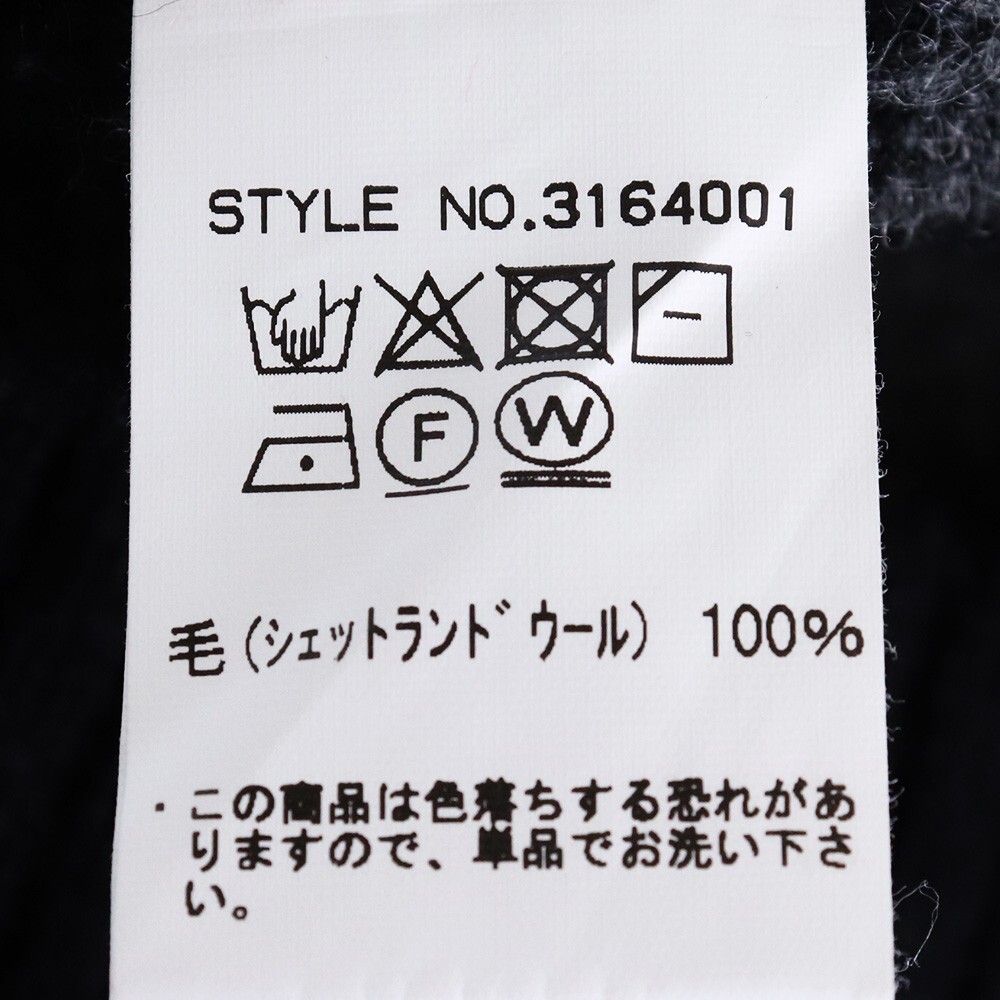 STYLE NO.3164001
F W
毛(シェットランドウール) 100%
・この商品は色落ちする恐れがあ
りますので、単品でお洗い下さ
い。